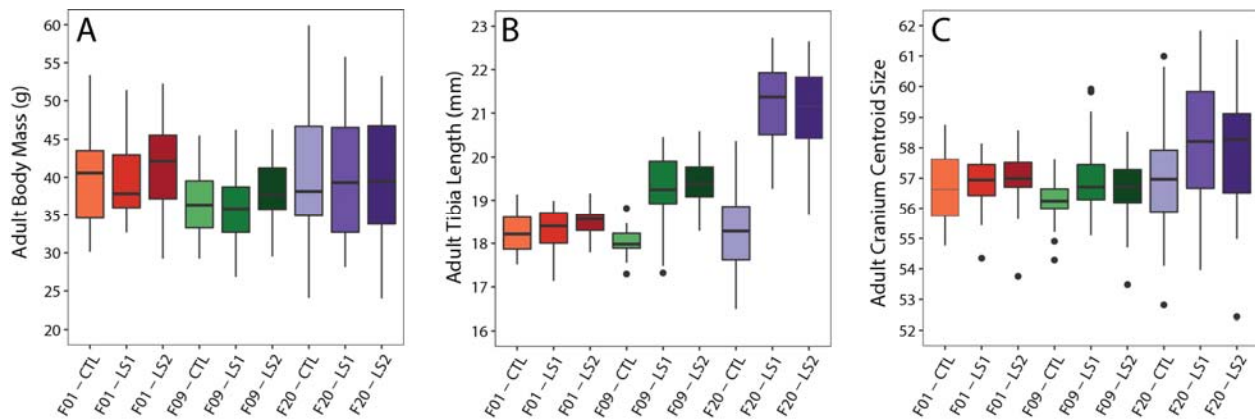 A
Adult Body Mass (g)
60
55
50
45
40
35
30
25
20
F01 – CTL
F01 – LS1
F01 – LS2
F09 – CTL
F09 – LS1
F09 – LS2
F20 – CTL
F20 – LS1
F20 – LS2
B
Adult Tibia Length (mm)
23
22
21
20
19
18
17
16
F01 – CTL
F01 – LS1
F01 – LS2
F09 – CTL
F09 – LS1
F09 – LS2
F20 – CTL
F20 – LS1
F20 – LS2
C
Adult Cranium Centroid Size
62
61
60
59
58
57
56
55
54
53
52
F01 – CTL
F01 – LS1
F01 – LS2
F09 – CTL
F09 – LS1
F09 – LS2
F20 – CTL
F20 – LS1
F20 – LS2